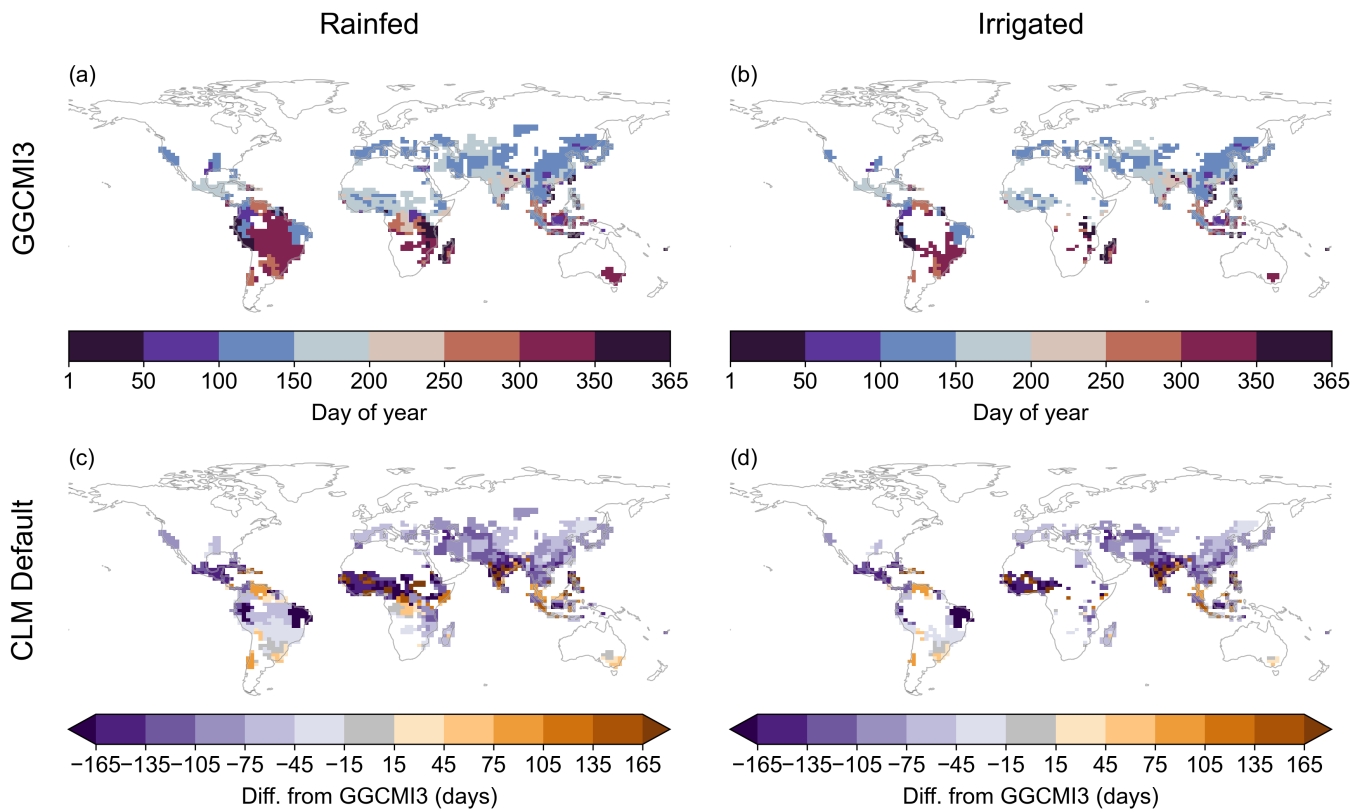 Rainfed
Irrigated
(a)
(b)
GGCMI3
1 50 100 150 200 250 300 350 365
1 50 100 150 200 250 300 350 365
Day of year
Day of year
(c)
(d)
CLM Default
−165 −135 −105 −75 −45 −15 15 45 75 105 135 165
−165 −135 −105 −75 −45 −15 15 45 75 105 135 165
Diff. from GGCMI3 (days)
Diff. from GGCMI3 (days)